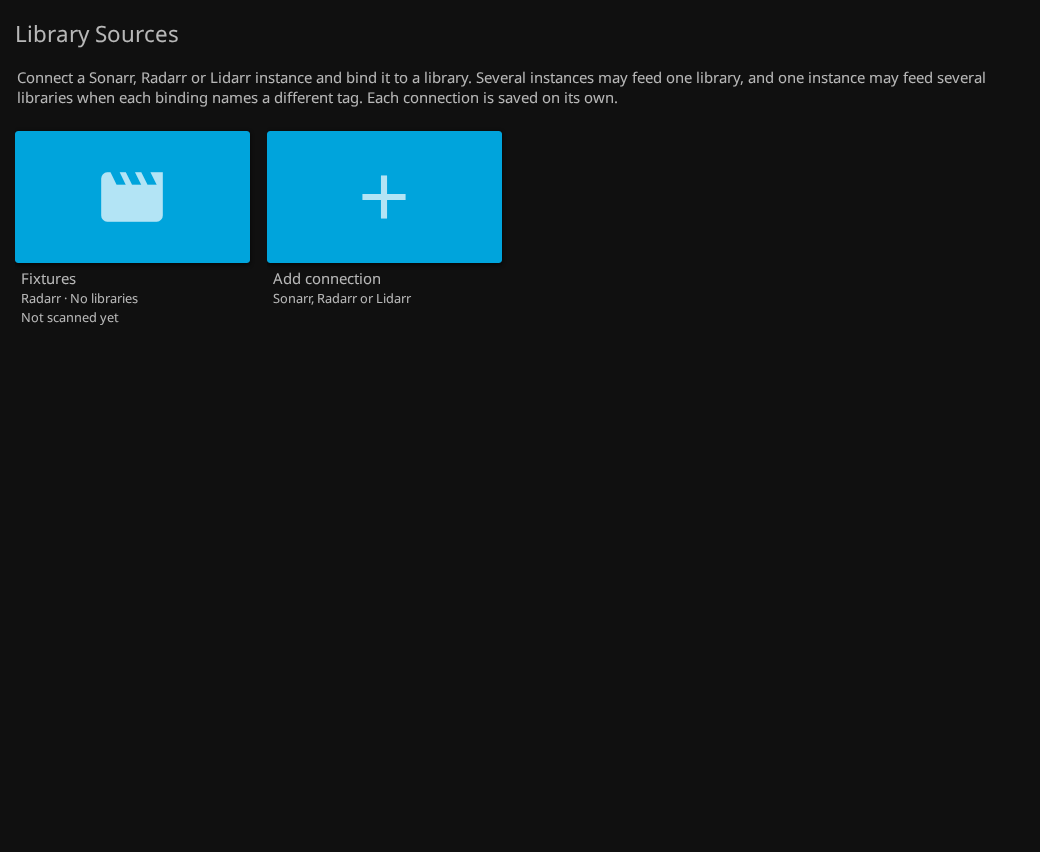 Library Sources
Connect a Sonarr, Radarr or Lidarr instance and bind it to a library. Several instances may feed one library, and one instance may feed several
libraries when each binding names a different tag. Each connection is saved on its own.
Fixtures
Radarr · No libraries
Not scanned yet
Add connection
Sonarr, Radarr or Lidarr